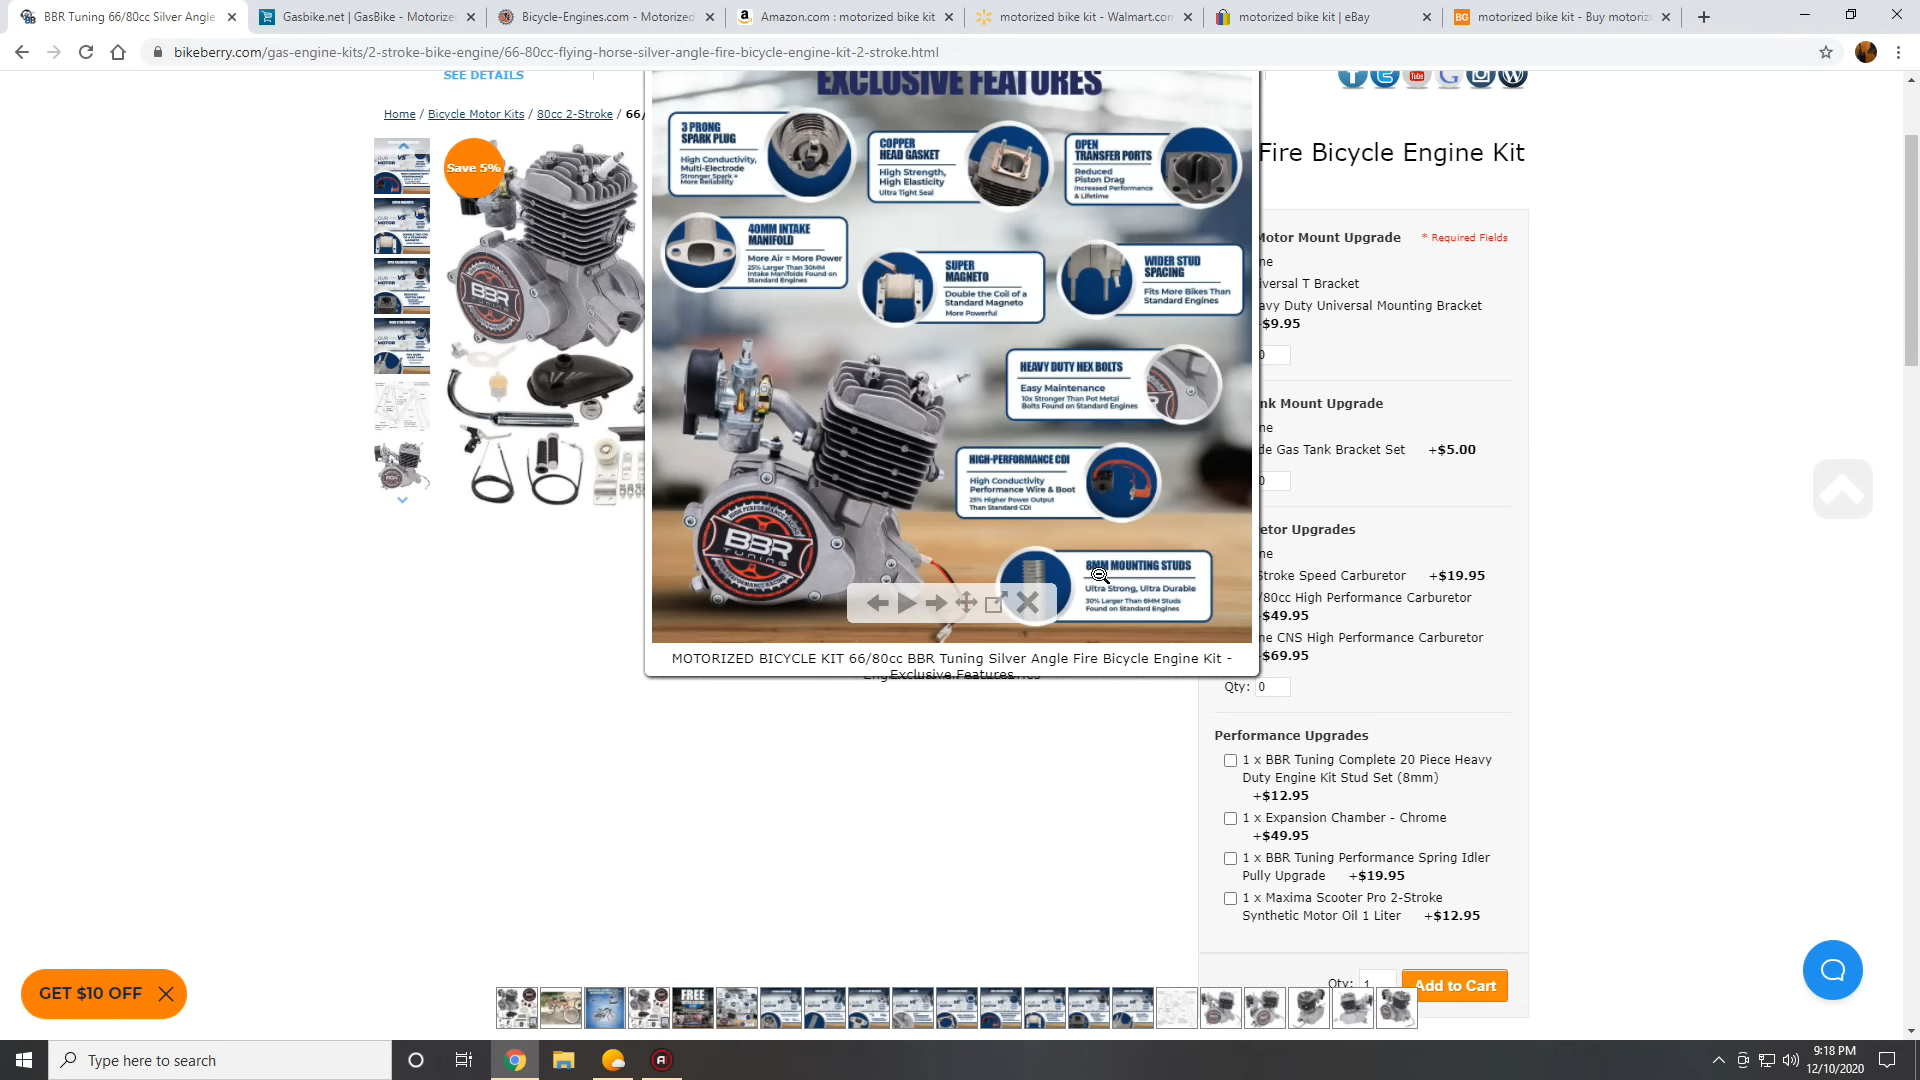 BBR Tuning 66/80cc Silver Angle
Gasbike.net | GasBike - Motorize
Bicycle-Engines.com - Motorized
Amazon.com : motorized bike kit
motorized bike kit - Walmart.con
motorized bike kit | eBay
BG motorized bike kit - Buy motoriz
bikeberry.com/gas-engine-kits/2-stroke-bike-engine/66-80cc-flying-horse-silver-angle-fire-bicycle-engine-kit-2-stroke.html
SEE DETAILS
Home / Bicycle Motor Kits / 80cc 2-Stroke / 66/
Save 5%
EXCLUSIVE FEATURES
3 PRONG
SPARK PLUG
High Conductivity,
Multi-Electrode
Stronger Spark =
More Reliability
COPPER
HEAD GASKET
High Strength,
High Elasticity
Ultra Tight Seal
OPEN
TRANSFER PORTS
Reduced
Piston Drag
Increased Performance
& Lifetime
40MM INTAKE
MANIFOLD
More Air = More Power
25% Larger Than 30MM
Intake Manifolds Found on
Standard Engines
SUPER
MAGNETO
Double the Coil of a
Standard Magneto
More Powerful
WIDER STUD
SPACING
Fits More Bikes Than
Standard Engines
HEAVY DUTY HEX BOLTS
Easy Maintenance
10x Stronger Than Pot Metal
Bolts Found on Standard Engines
HIGH-PERFORMANCE CDI
High Conductivity
Performance Wire & Boot
25% Higher Power Output
Than Standard CDI
8MM MOUNTING STUDS
Ultra Strong, Ultra Durable
30% Larger Than 6MM Studs
Found on Standard Engines
HIGH PERFORMANCE RACING
BBR
TUNING
MOTORIZED BICYCLE KIT 66/80cc BBR Tuning Silver Angle Fire Bicycle Engine Kit -
Exclusive Features
Fire Bicycle Engine Kit
Motor Mount Upgrade * Required Fields
ne
iversal T Bracket
avy Duty Universal Mounting Bracket
$9.95
0
nk Mount Upgrade
ne
de Gas Tank Bracket Set +$5.00
0
etor Upgrades
ne
Stroke Speed Carburetor +$19.95
/80cc High Performance Carburetor
$49.95
ne CNS High Performance Carburetor
$69.95
Qty: 0
Performance Upgrades
1 x BBR Tuning Complete 20 Piece Heavy
Duty Engine Kit Stud Set (8mm)
+$12.95
1 x Expansion Chamber - Chrome
+$49.95
1 x BBR Tuning Performance Spring Idler
Pully Upgrade +$19.95
1 x Maxima Scooter Pro 2-Stroke
Synthetic Motor Oil 1 Liter +$12.95
Qty: 1 Add to Cart
GET $10 OFF
FREE
Type here to search
9:18 PM
12/10/2020